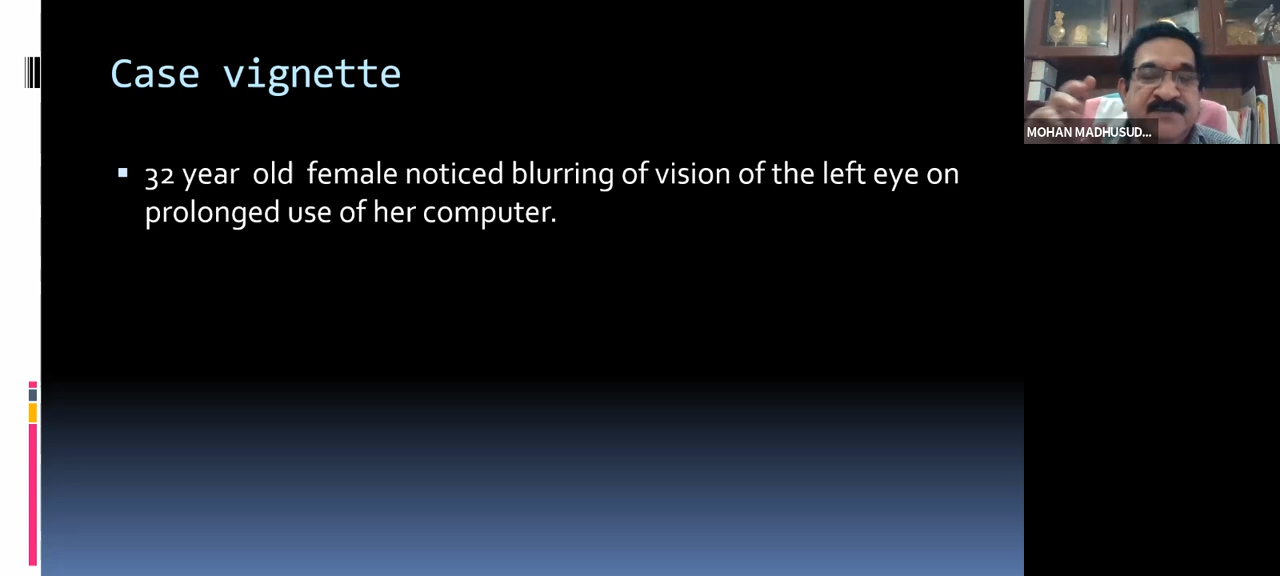 Case vignette
32 year old female noticed blurring of vision of the left eye on
prolonged use of her computer.
MOHAN MADHUSUD...